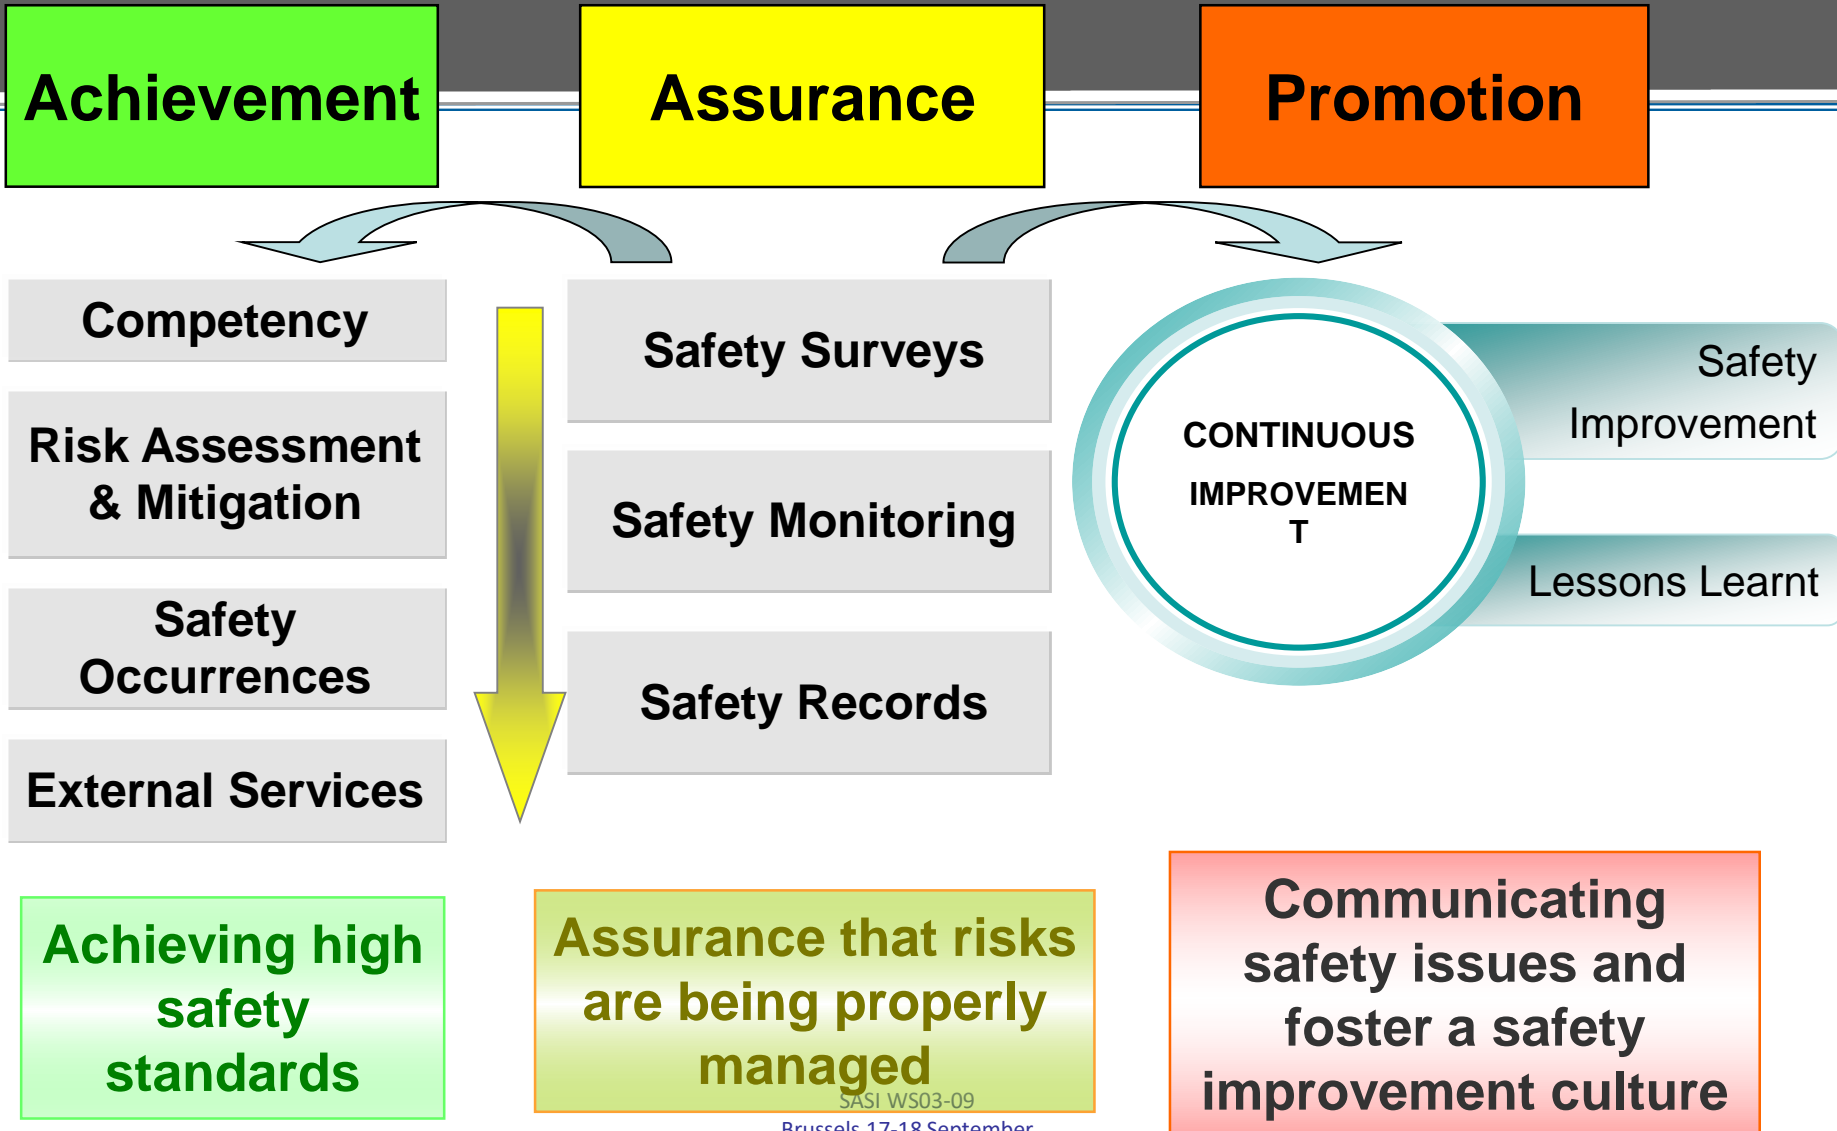 Achievement
Assurance
Promotion
Competency
Risk Assessment
& Mitigation
Safety
Occurrences
External Services
Safety Surveys
Safety Monitoring
Safety Records
CONTINUOUS
IMPROVEMEN
T
Safety
Improvement
Lessons Learnt
Achieving high
safety
standards
Assurance that risks
are being properly
managed
Communicating
safety issues and
foster a safety
improvement culture
SASI WS03-09
Brussels 17-18 September